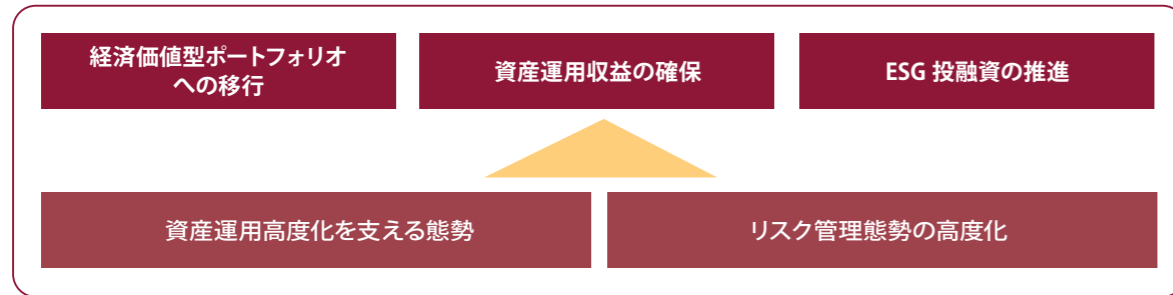 経済価値型ポートフォリオ
への移行
資産運用収益の確保
ESG 投融資の推進
資産運用高度化を支える態勢
リスク管理態勢の高度化